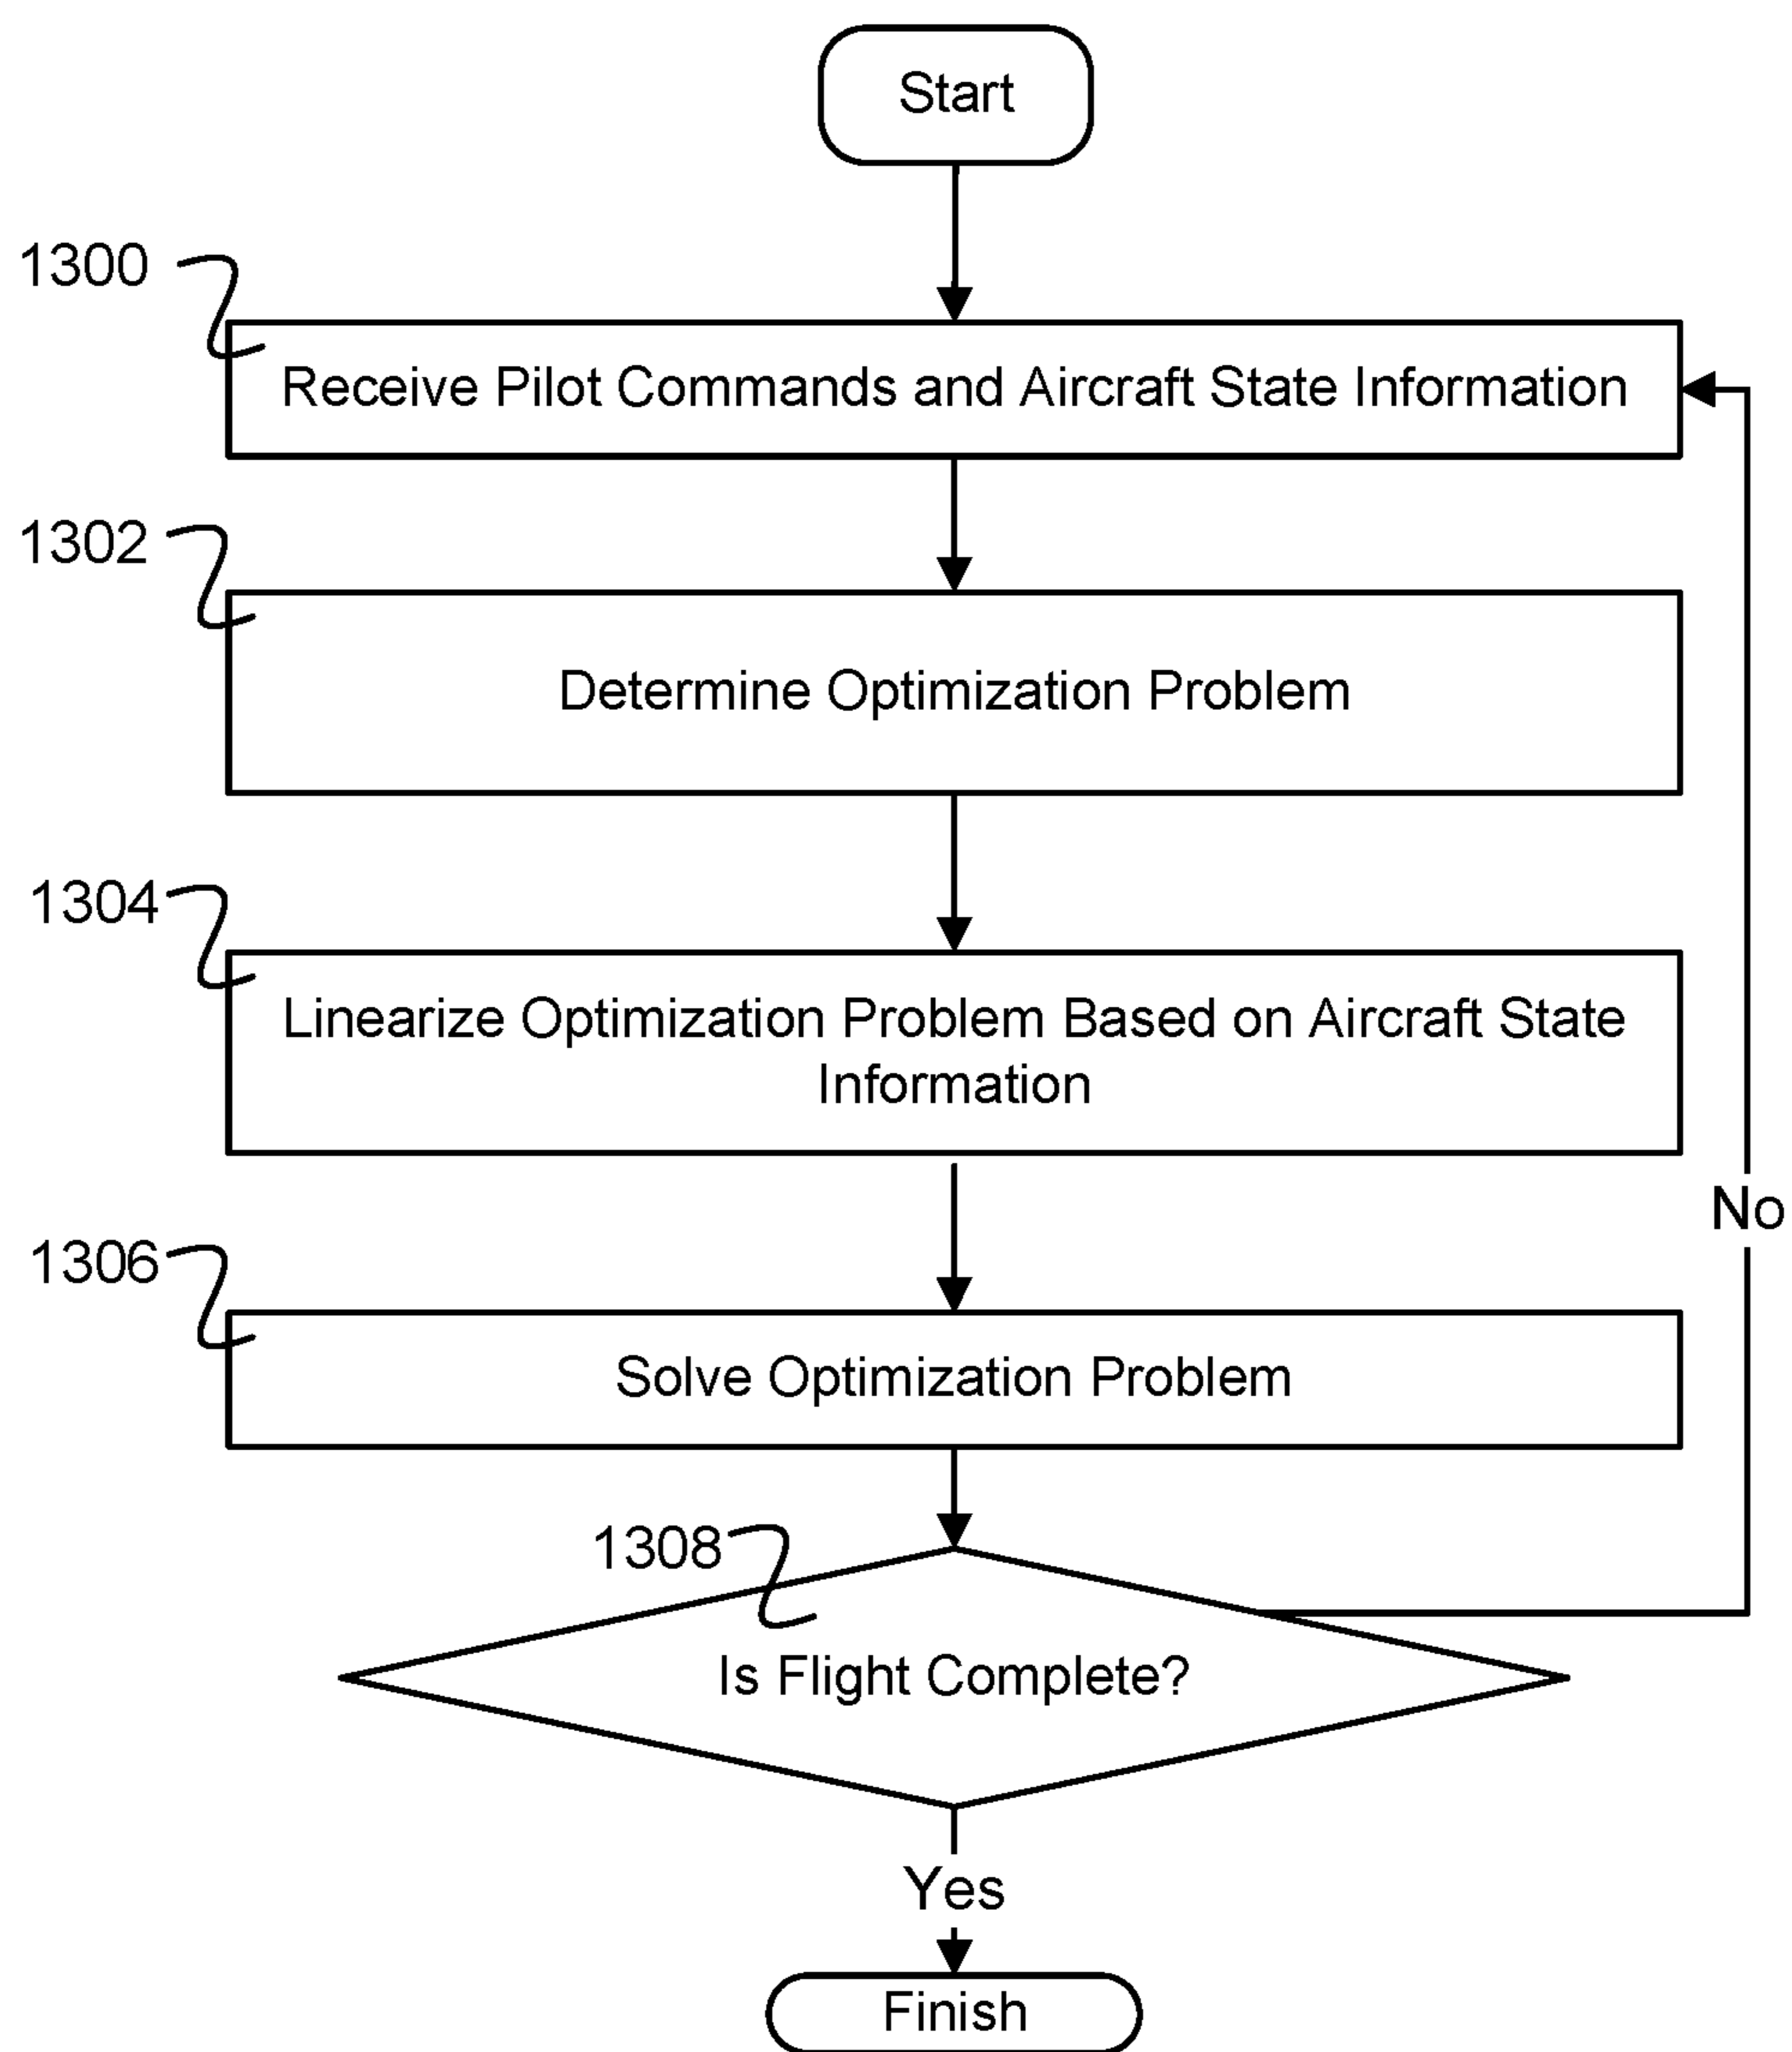 Start
1300
Receive Pilot Commands and Aircraft State Information
1302
Determine Optimization Problem
1304
Linearize Optimization Problem Based on Aircraft State
Information
No
1306
Solve Optimization Problem
1308
Is Flight Complete?
Yes
Finish